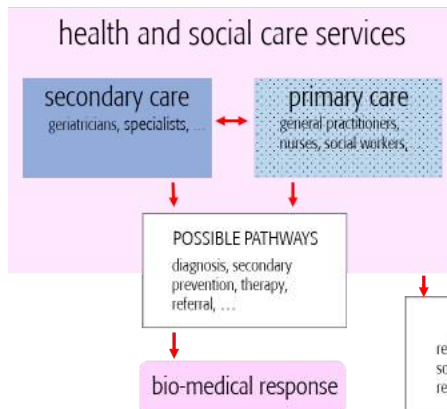 health and social care services
secondary care
geriatricians, specialists, ...
primary care
general practitioners,
nurses, social workers,
POSSIBLE PATHWAYS
diagnosis, secondary
prevention, therapy,
referral, ...
bio-medical response